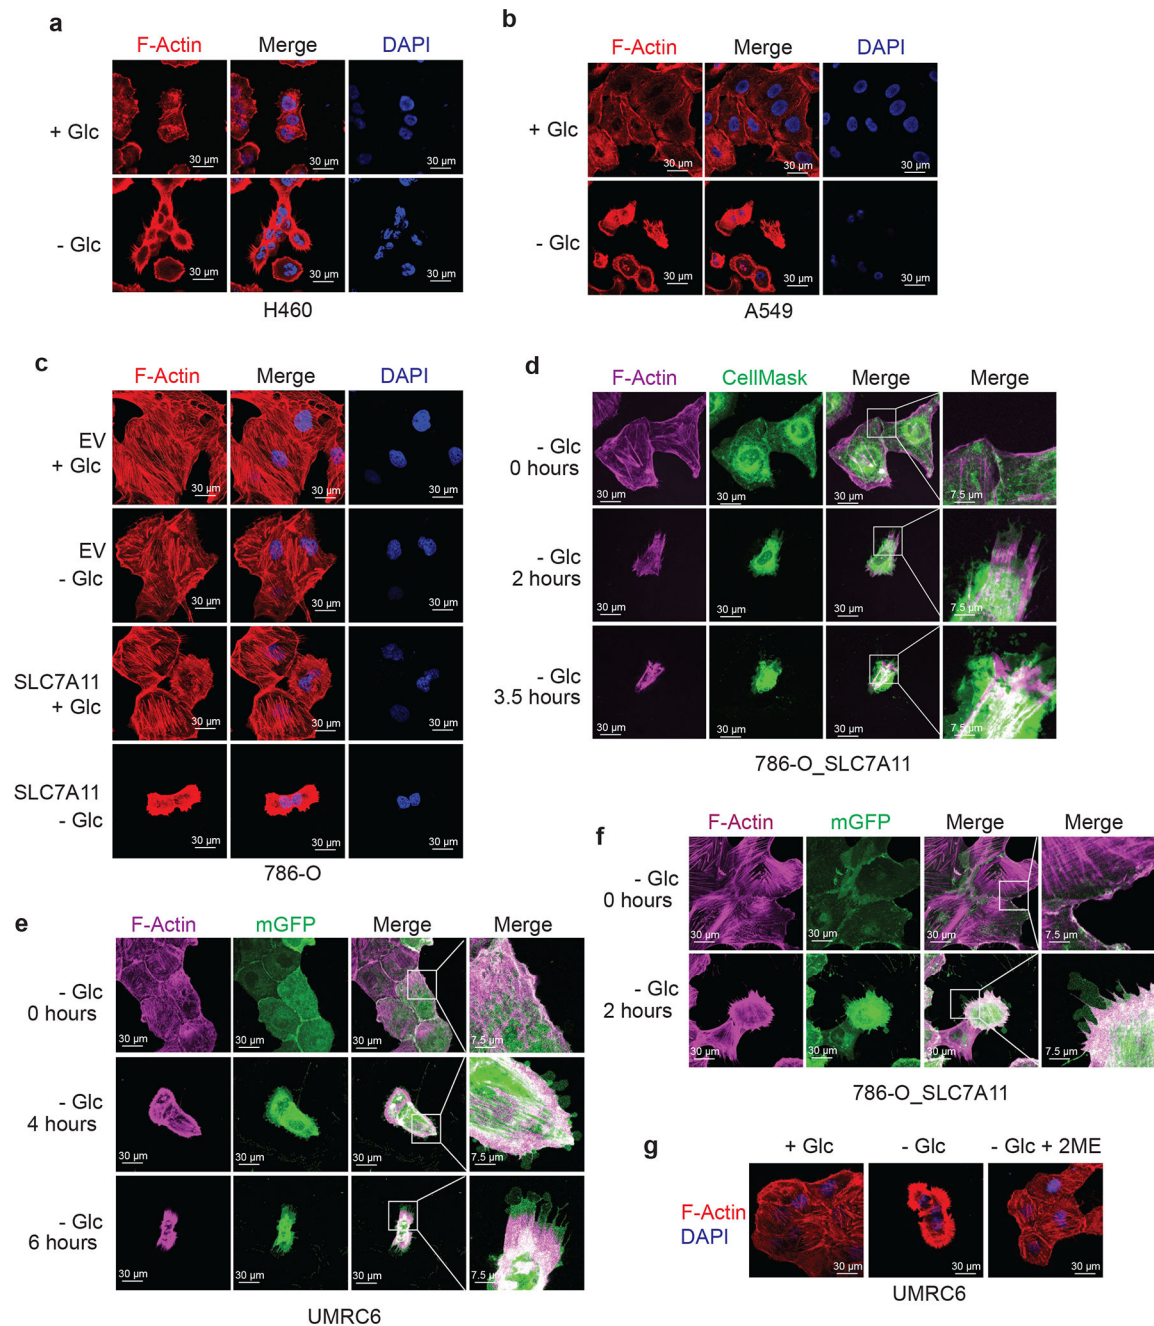 a
F-Actin Merge DAPI
+ Glc
30 µm 30 µm 30 µm
- Glc
30 µm 30 µm 30 µm
H460
b
F-Actin Merge DAPI
+ Glc
30 µm 30 µm 30 µm
- Glc
30 µm 30 µm 30 µm
A549
c
F-Actin Merge DAPI
EV
+ Glc
30 µm 30 µm 30 µm
EV
- Glc
30 µm 30 µm 30 µm
SLC7A11
+ Glc
30 µm 30 µm 30 µm
SLC7A11
- Glc
30 µm 30 µm 30 µm
786-O
d
F-Actin CellMask Merge Merge
- Glc
0 hours
30 µm 30 µm 30 µm 7.5 µm
- Glc
2 hours
30 µm 30 µm 30 µm 7.5 µm
- Glc
3.5 hours
30 µm 30 µm 30 µm 7.5 µm
786-O_SLC7A11
e
F-Actin mGFP Merge Merge
- Glc
0 hours
30 µm 30 µm 30 µm 7.5 µm
- Glc
4 hours
30 µm 30 µm 30 µm 7.5 µm
- Glc
6 hours
30 µm 30 µm 30 µm 7.5 µm
UMRC6
f
F-Actin mGFP Merge Merge
- Glc
0 hours
30 µm 30 µm 30 µm 7.5 µm
- Glc
2 hours
30 µm 30 µm 30 µm 7.5 µm
786-O_SLC7A11
g
+ Glc - Glc - Glc + 2ME
F-Actin
DAPI
30 µm 30 µm 30 µm
UMRC6